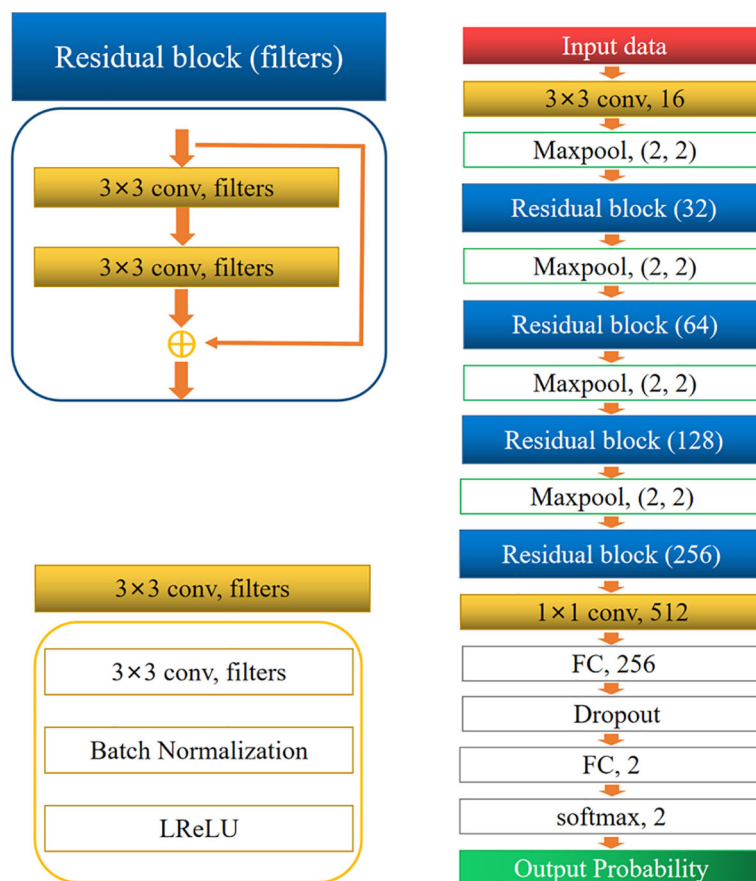 Residual block (filters)
3×3 conv, filters
3×3 conv, filters
3×3 conv, filters
3×3 conv, filters
Batch Normalization
LReLU
Input data
3×3 conv, 16
Maxpool, (2, 2)
Residual block (32)
Maxpool, (2, 2)
Residual block (64)
Maxpool, (2, 2)
Residual block (128)
Maxpool, (2, 2)
Residual block (256)
1×1 conv, 512
FC, 256
Dropout
FC, 2
softmax, 2
Output Probability